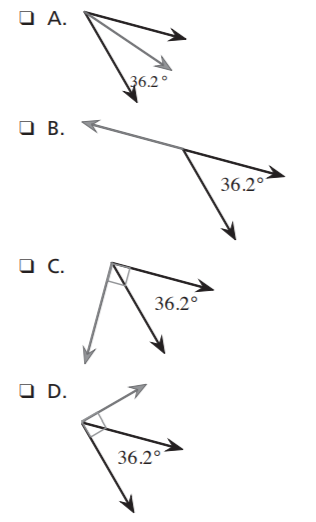 ❑ A.
36.2°
❑ B.
36.2°
❑ C.
36.2°
❑ D.
36.2°